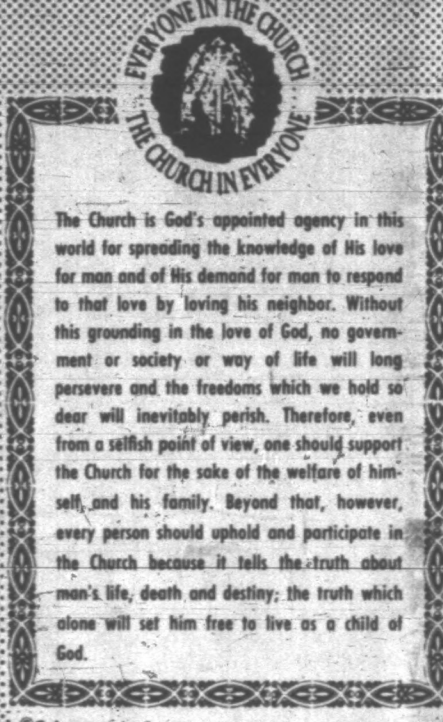 EVERYONE IN THE CHURCH
THE CHURCH IN EVERYONE
The Church is God's appointed agency in this
world for spreading the knowledge of His love
for man and of His demand for man to respond
to that love by loving his neighbor. Without
this grounding in the love of God, no govern-
ment or society or way of life will long
persevere and the freedoms which we hold so
dear will inevitably perish. Therefore, even
from a selfish point of view, one should support
the Church for the sake of the welfare of him-
self and his family. Beyond that, however,
every person should uphold and participate in
the Church because it tells the truth about
man's life, death and destiny; the truth which
alone will set him free to live as a child of
God.